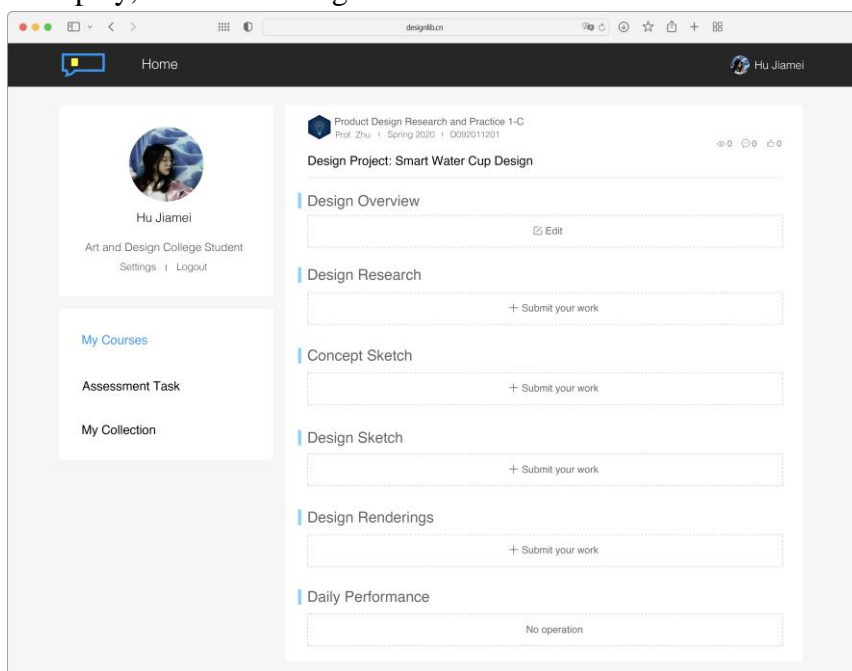 designlib.cn
Home
Hu Jiamei
Hu Jiamei
Art and Design College Student
Settings | Logout
My Courses
Assessment Task
My Collection
Product Design Research and Practice 1-C
Prof. Zhu | Spring 2020 | D092011201
0 0 0
Design Project: Smart Water Cup Design
Design Overview
Edit
Design Research
+ Submit your work
Concept Sketch
+ Submit your work
Design Sketch
+ Submit your work
Design Renderings
+ Submit your work
Daily Performance
No operation